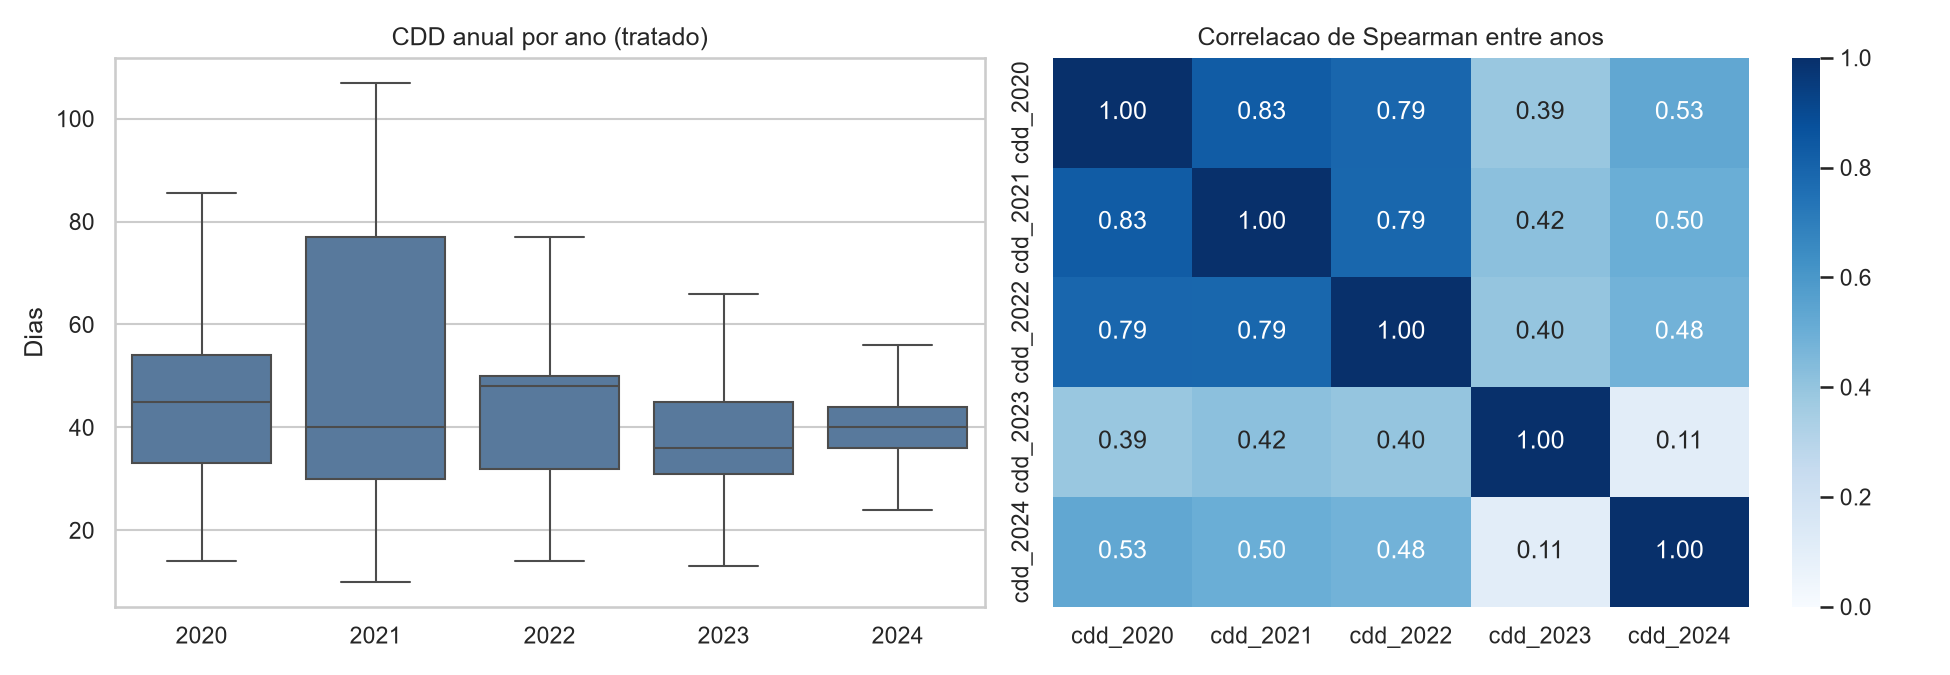 CDD anual por ano (tratado)
Dias
100
80
60
40
20
2020 2021 2022 2023 2024
Correlacao de Spearman entre anos
cdd_2020 1.00 0.83 0.79 0.39 0.53
cdd_2021 0.83 1.00 0.79 0.42 0.50
cdd_2022 0.79 0.79 1.00 0.40 0.48
cdd_2023 0.39 0.42 0.40 1.00 0.11
cdd_2024 0.53 0.50 0.48 0.11 1.00
cdd_2020 cdd_2021 cdd_2022 cdd_2023 cdd_2024
1.0
0.8
0.6
0.4
0.2
0.0